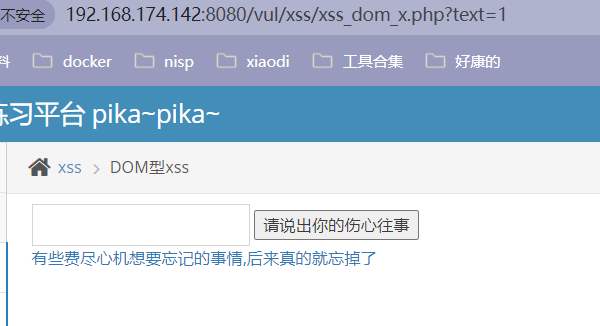 不安全 192.168.174.142:8080/vul/xss/xss_dom_x.php?text=1
料 docker nisp xiaodi 工具合集 好康的
练习平台 pika~pika~
xss > DOM型xss
请说出你的伤心往事
有些费尽心机想要忘记的事情,后来真的就忘掉了